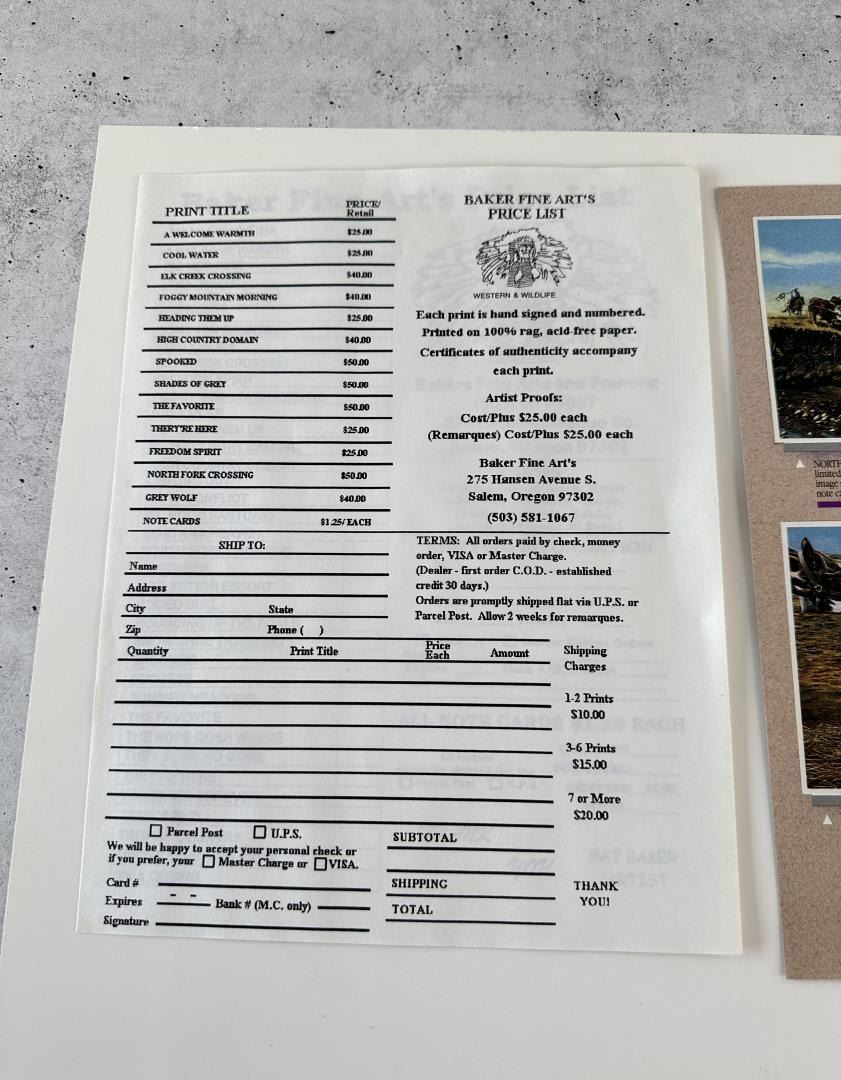 PRINT TITLE PRICE/ Retail
A WELCOME WARMTH $25.00
COOL WATER $25.00
ELK CREEK CROSSING $40.00
FOGGY MOUNTAIN MORNING $40.00
HEADING THEM UP $25.00
HIGH COUNTRY DOMAIN $40.00
SPOOKED $50.00
SHADES OF GREY $50.00
THE FAVORITE $50.00
THERY'RE HERE $25.00
FREEDOM SPIRIT $25.00
NORTH FORK CROSSING $50.00
GREY WOLF $40.00
NOTE CARDS $1.25/EACH
BAKER FINE ART'S
PRICE LIST
WESTERN & WILDLIFE
Each print is hand signed and numbered.
Printed on 100% rag, acid-free paper.
Certificates of authenticity accompany
each print.
Artist Proofs:
Cost/Plus $25.00 each
(Remarques) Cost/Plus $25.00 each
Baker Fine Art's
275 Hansen Avenue S.
Salem, Oregon 97302
(503) 581-1067
SHIP TO:
Name
Address
City State
Zip Phone ( )
TERMS: All orders paid by check, money
order, VISA or Master Charge.
(Dealer - first order C.O.D. - established
credit 30 days.)
Orders are promptly shipped flat via U.P.S. or
Parcel Post. Allow 2 weeks for remarques.
Quantity Print Title Price Each Amount
Shipping
Charges
1-2 Prints
$10.00
3-6 Prints
$15.00
7 or More
$20.00
Parcel Post U.P.S.
We will be happy to accept your personal check or
if you prefer, your Master Charge or VISA.
Card #
Expires - - Bank # (M.C. only)
Signature
SUBTOTAL
SHIPPING
TOTAL
THANK
YOU!
NORTH
limited
image
note